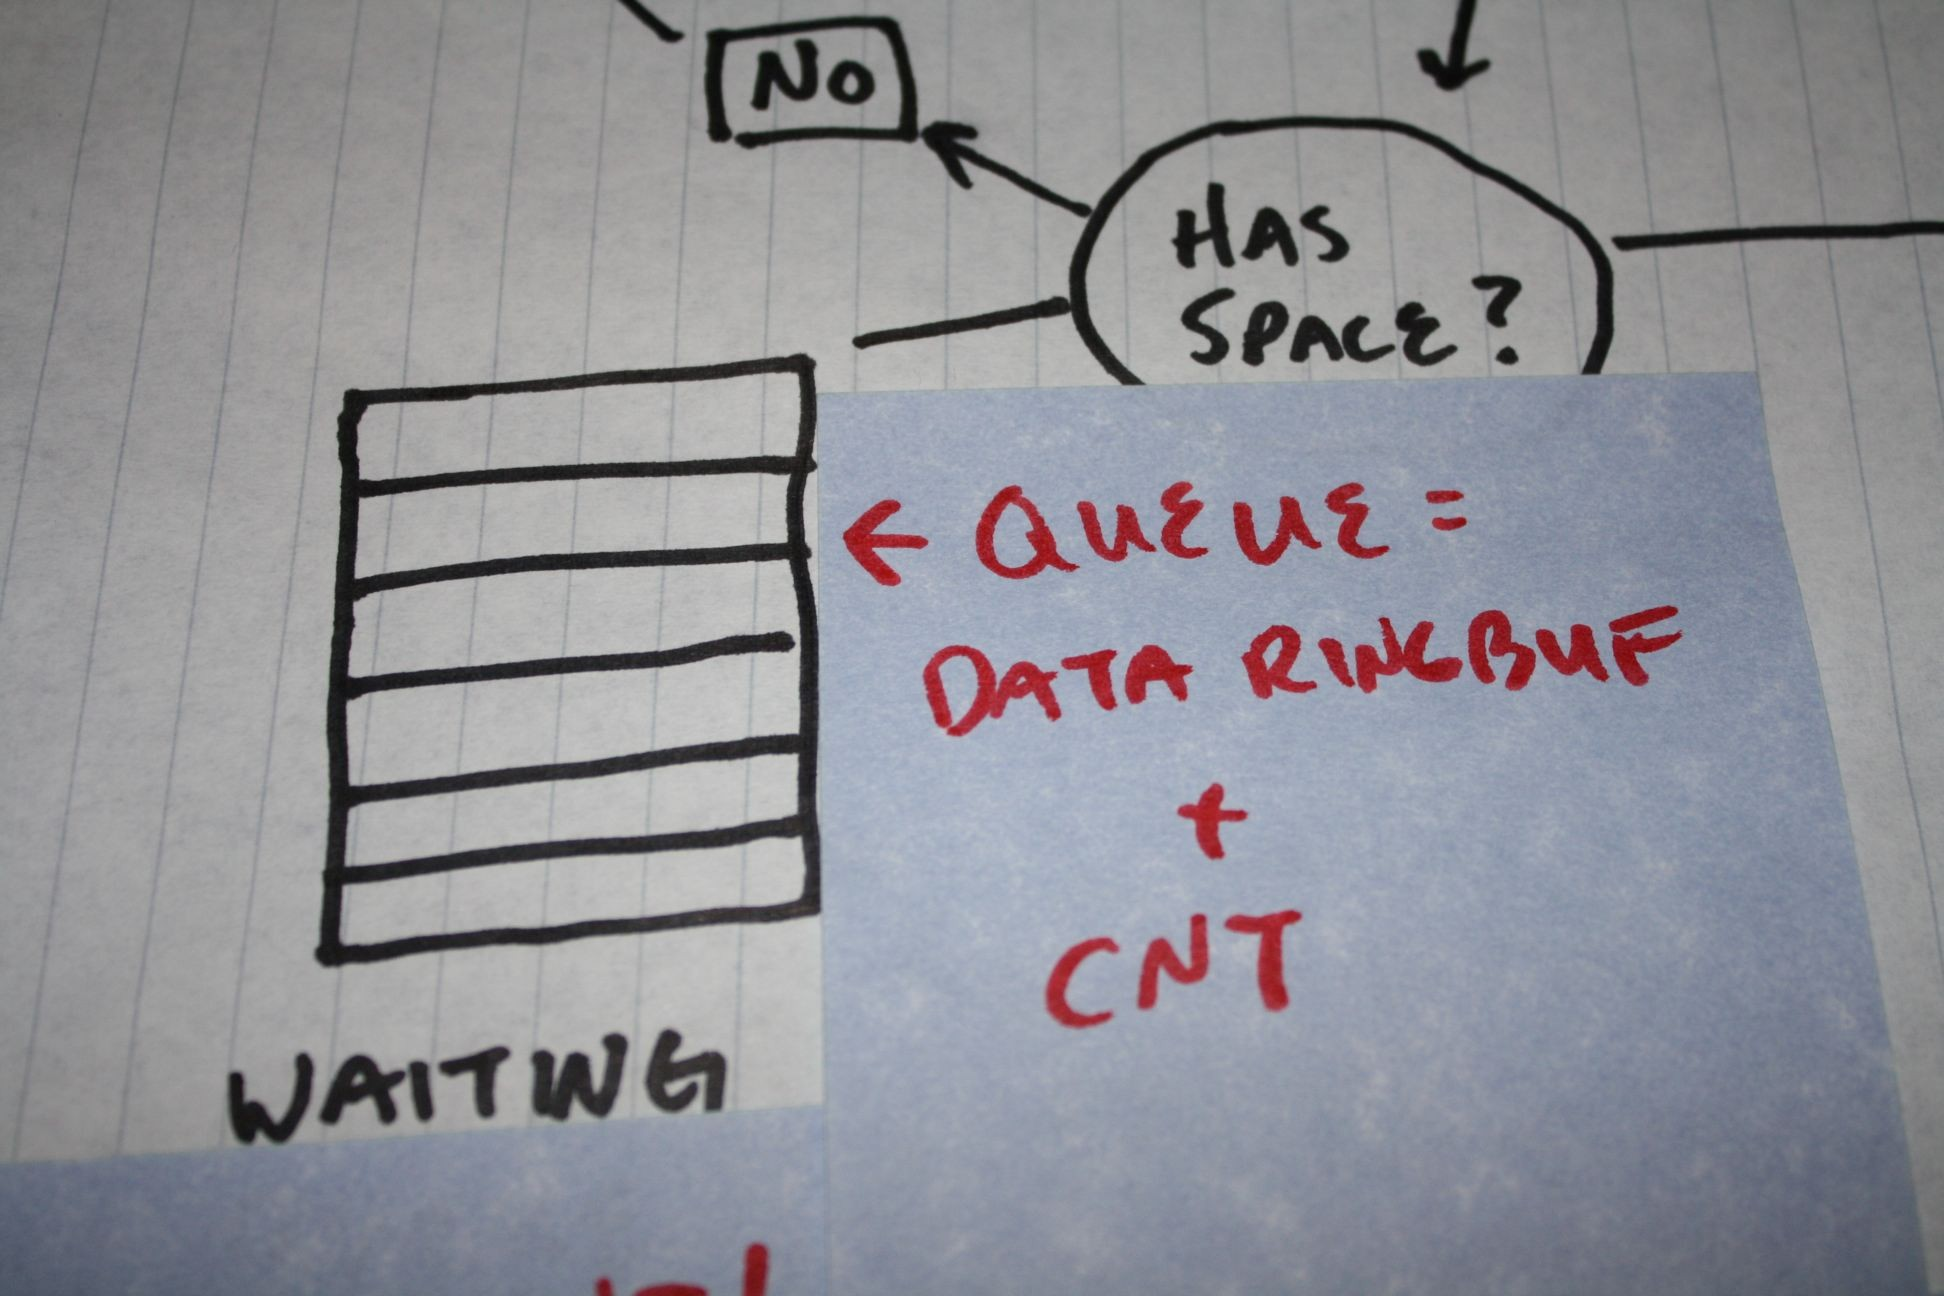 NO
HAS
SPACE?
← QUEUE =
DATA RINGBUF
+
CNT
WAITING